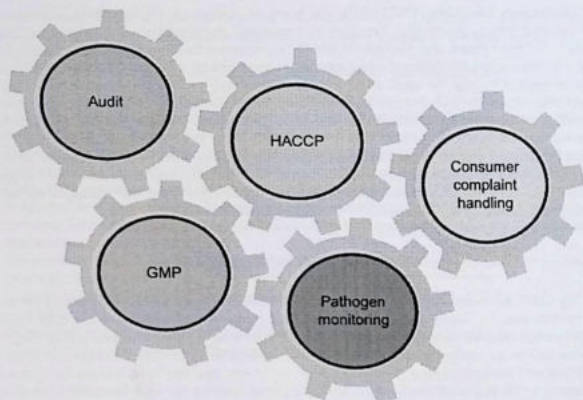 Audit
HACCP
Consumer
complaint
handling
GMP
Pathogen
monitoring